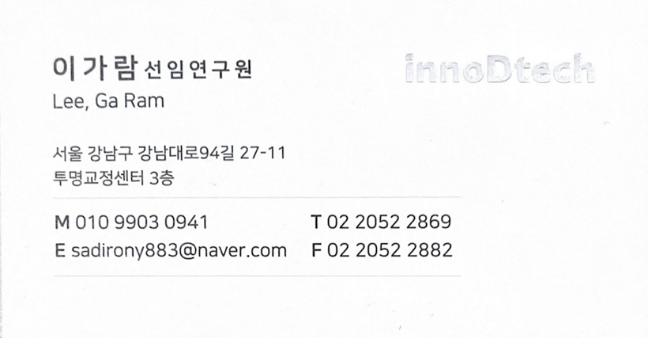 이가람 선임연구원
innoDtech
Lee, Ga Ram
서울 강남구 강남대로94길 27-11
투명교정센터 3층
M 010 9903 0941
T 02 2052 2869
E sadirony883@naver.com
F 02 2052 2882